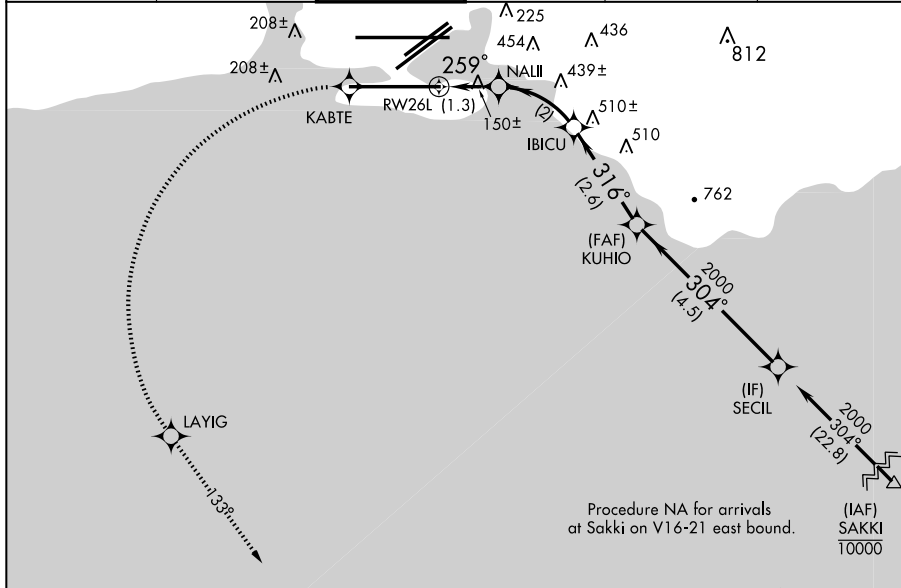 225
208±
454
436
812
208±
259°
NALII
439±
KABTE
RW26L
(1.3)
150±
(2)
510±
IBICU
510
316°
(2.6)
762
(FAF)
KUHIO
2000
304°
(4.5)
(IF)
SECIL
LAYIG
2000
304°
(22.8)
133°
Procedure NA for arrivals
at Sakki on V16-21 east bound.
(IAF)
SAKKI
10000